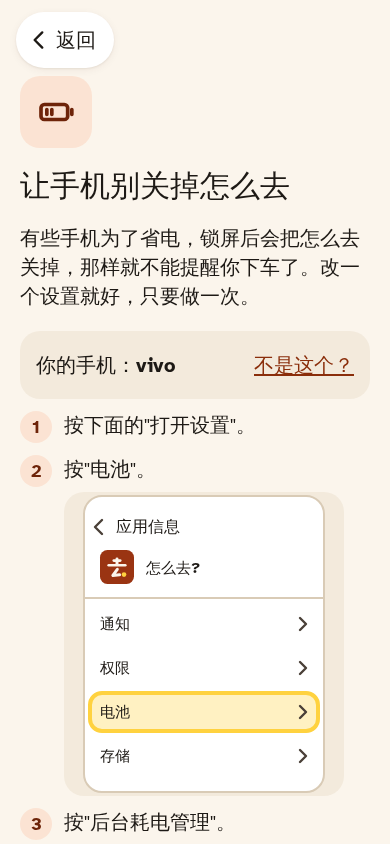 返回
让手机别关掉怎么去
有些手机为了省电，锁屏后会把怎么去
关掉，那样就不能提醒你下车了。改一
个设置就好，只要做一次。
你的手机：vivo 不是这个？
1 按下面的"打开设置"。
2 按"电池"。
应用信息
去
怎么去?
通知
权限
电池
存储
3 按"后台耗电管理"。